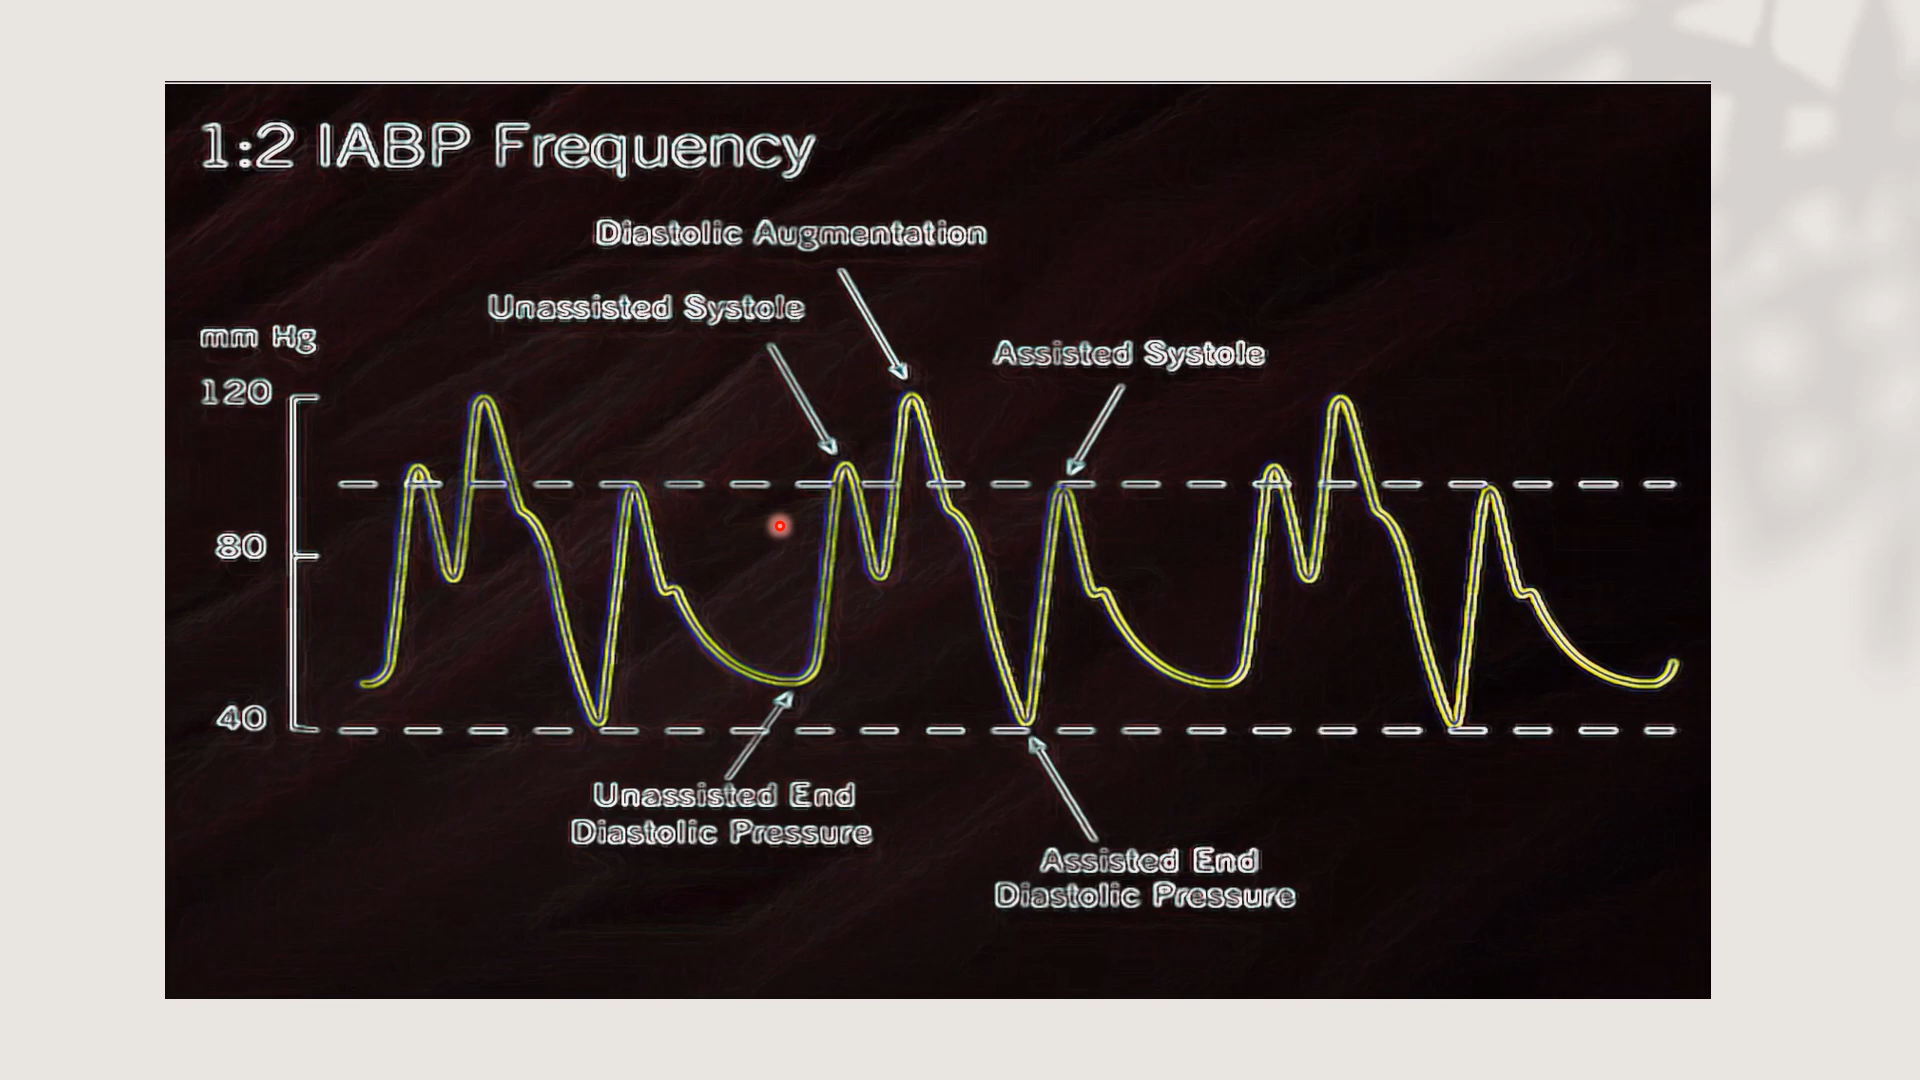 1:2 IABP Frequency
Diastolic Augmentation
Unassisted Systole
Assisted Systole
mm Hg
120
80
40
Unassisted End
Diastolic Pressure
Assisted End
Diastolic Pressure